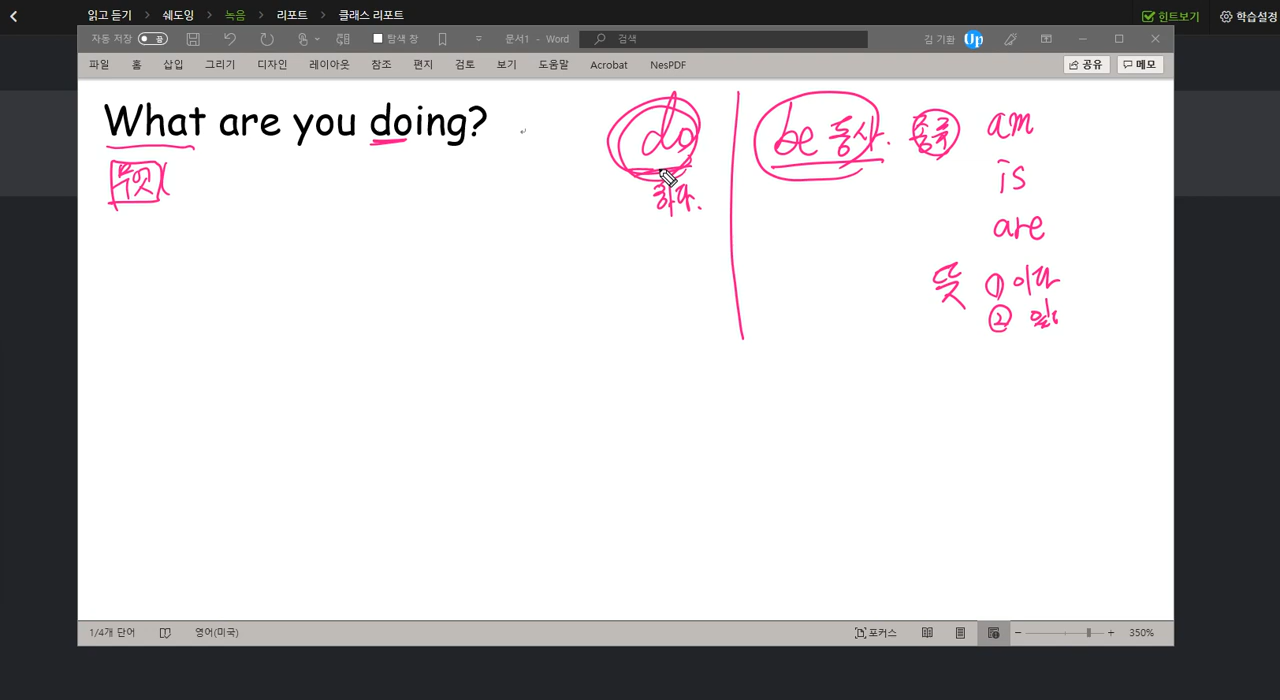 읽고 듣기 > 쉐도잉 > 녹음 > 리포트 > 클래스 리포트
힌트보기 학습설정
자동 저장 끔 탐색 창 문서1 - Word 검색 김 기환 Up
파일 홈 삽입 그리기 디자인 레이아웃 참조 편지 검토 보기 도움말 Acrobat NesPDF 공유 메모
What are you doing?
무엇
do
하다.
be 동사. 종류 am
is
are
뜻 ① 이다
②
1/4개 단어 영어(미국) 포커스 350%